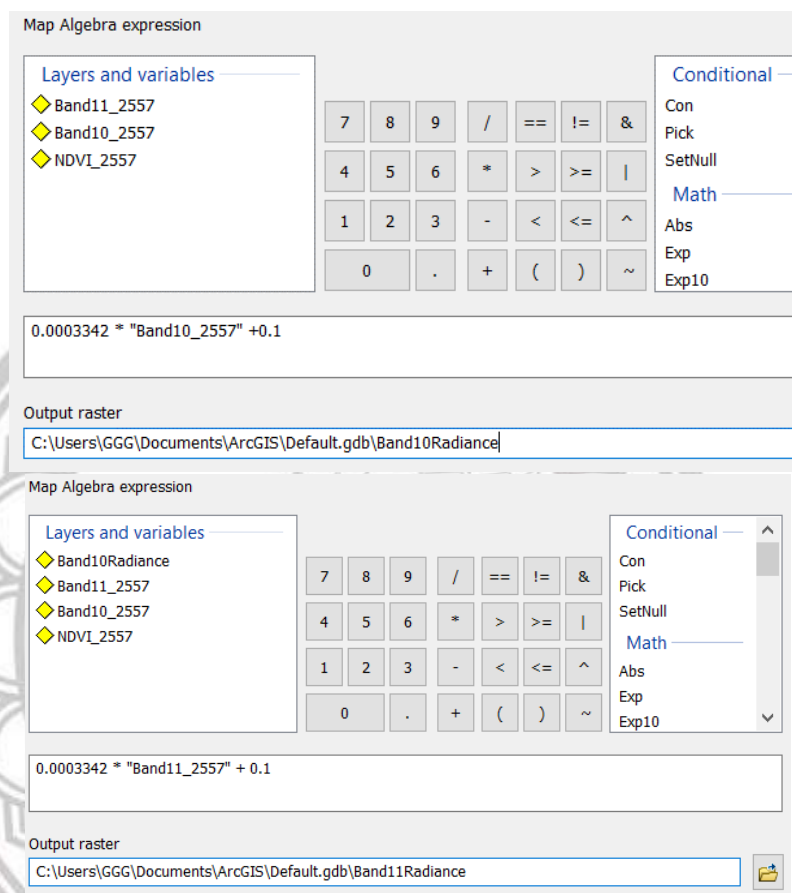 Map Algebra expression
Layers and variables
Band11_2557
Band10_2557
NDVI_2557
7 8 9 / == != &
4 5 6 * > >= |
1 2 3 - < <= ^
0 . + ( ) ~
Conditional
Con
Pick
SetNull
Math
Abs
Exp
Exp10
0.0003342 * "Band10_2557" +0.1
Output raster
C:\Users\GGG\Documents\ArcGIS\Default.gdb\Band10Radiance
Map Algebra expression
Layers and variables
Band10Radiance
Band11_2557
Band10_2557
NDVI_2557
7 8 9 / == != &
4 5 6 * > >= |
1 2 3 - < <= ^
0 . + ( ) ~
Conditional
Con
Pick
SetNull
Math
Abs
Exp
Exp10
0.0003342 * "Band11_2557" + 0.1
Output raster
C:\Users\GGG\Documents\ArcGIS\Default.gdb\Band11Radiance